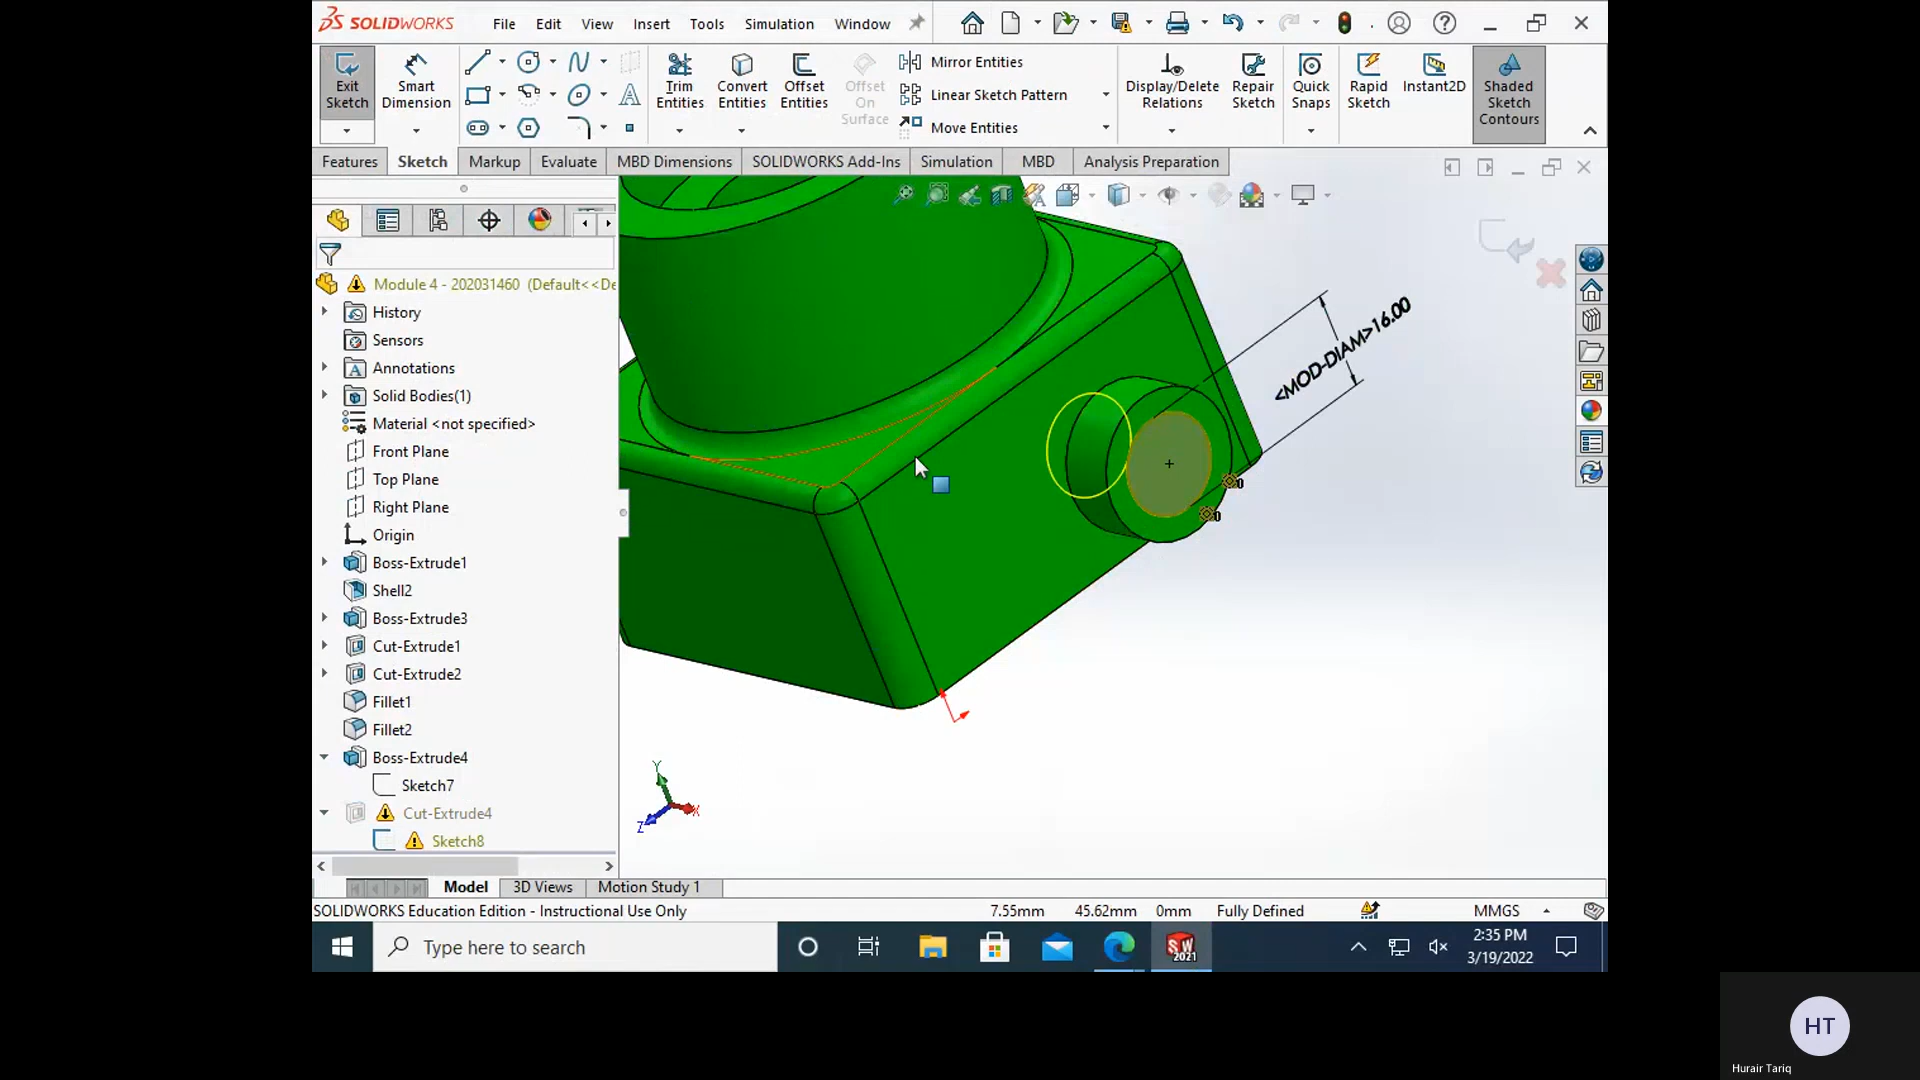 SOLIDWORKS File Edit View Insert Tools Simulation Window
Exit Sketch
Smart Dimension
Trim Entities
Convert Entities
Offset Entities
Offset On Surface
Mirror Entities
Linear Sketch Pattern
Move Entities
Display/Delete Relations
Repair Sketch
Quick Snaps
Rapid Sketch
Instant2D
Shaded Sketch Contours
Features Sketch Markup Evaluate MBD Dimensions SOLIDWORKS Add-Ins Simulation MBD Analysis Preparation
Module 4 - 202031460 (Default<<De
History
Sensors
Annotations
Solid Bodies(1)
Material <not specified>
Front Plane
Top Plane
Right Plane
Origin
Boss-Extrude1
Shell2
Boss-Extrude3
Cut-Extrude1
Cut-Extrude2
Fillet1
Fillet2
Boss-Extrude4
Sketch7
Cut-Extrude4
Sketch8
<MOD-DIAM>16.00
0
0
Y
X
Z
Model 3D Views Motion Study 1
SOLIDWORKS Education Edition - Instructional Use Only 7.55mm 45.62mm 0mm Fully Defined MMGS
Type here to search
SW
2021
2:35 PM
3/19/2022
HT
Hurair Tariq